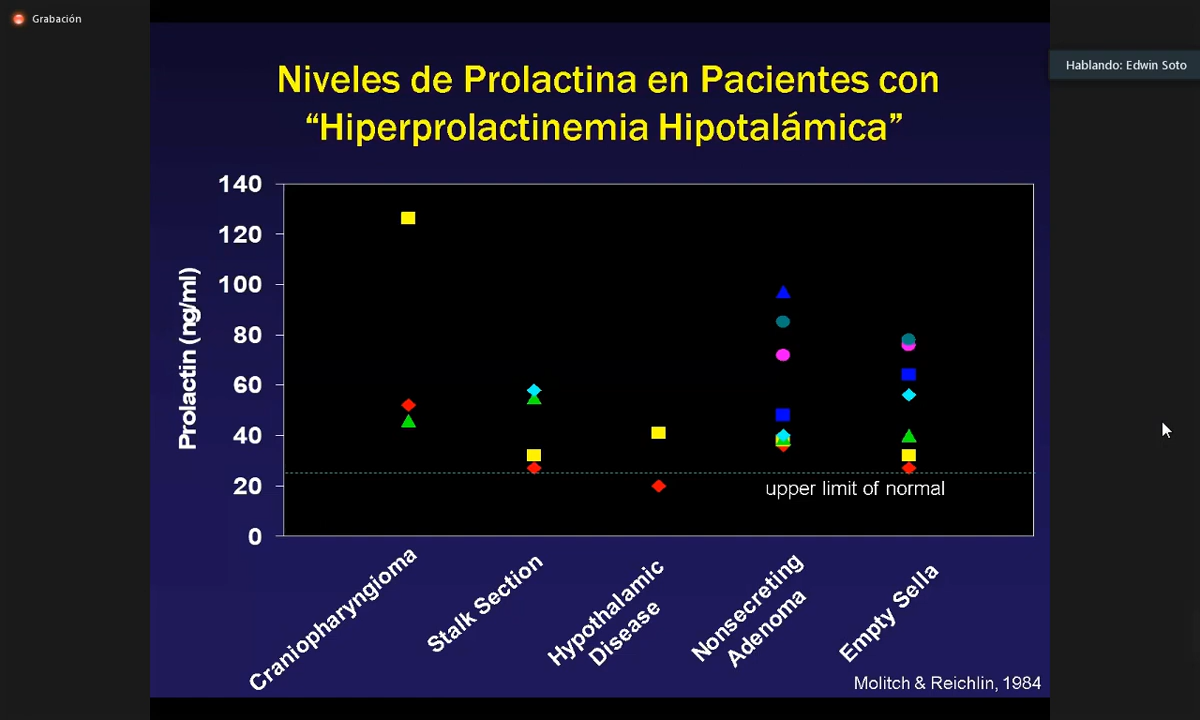 Grabación
Hablando: Edwin Soto
Niveles de Prolactina en Pacientes con
“Hiperprolactinemia Hipotalámica”
Prolactin (ng/ml)
140
120
100
80
60
40
20
0
upper limit of normal
Craniopharyngioma
Stalk Section
Hypothalamic
Disease
Nonsecreting
Adenoma
Empty Sella
Molitch & Reichlin, 1984